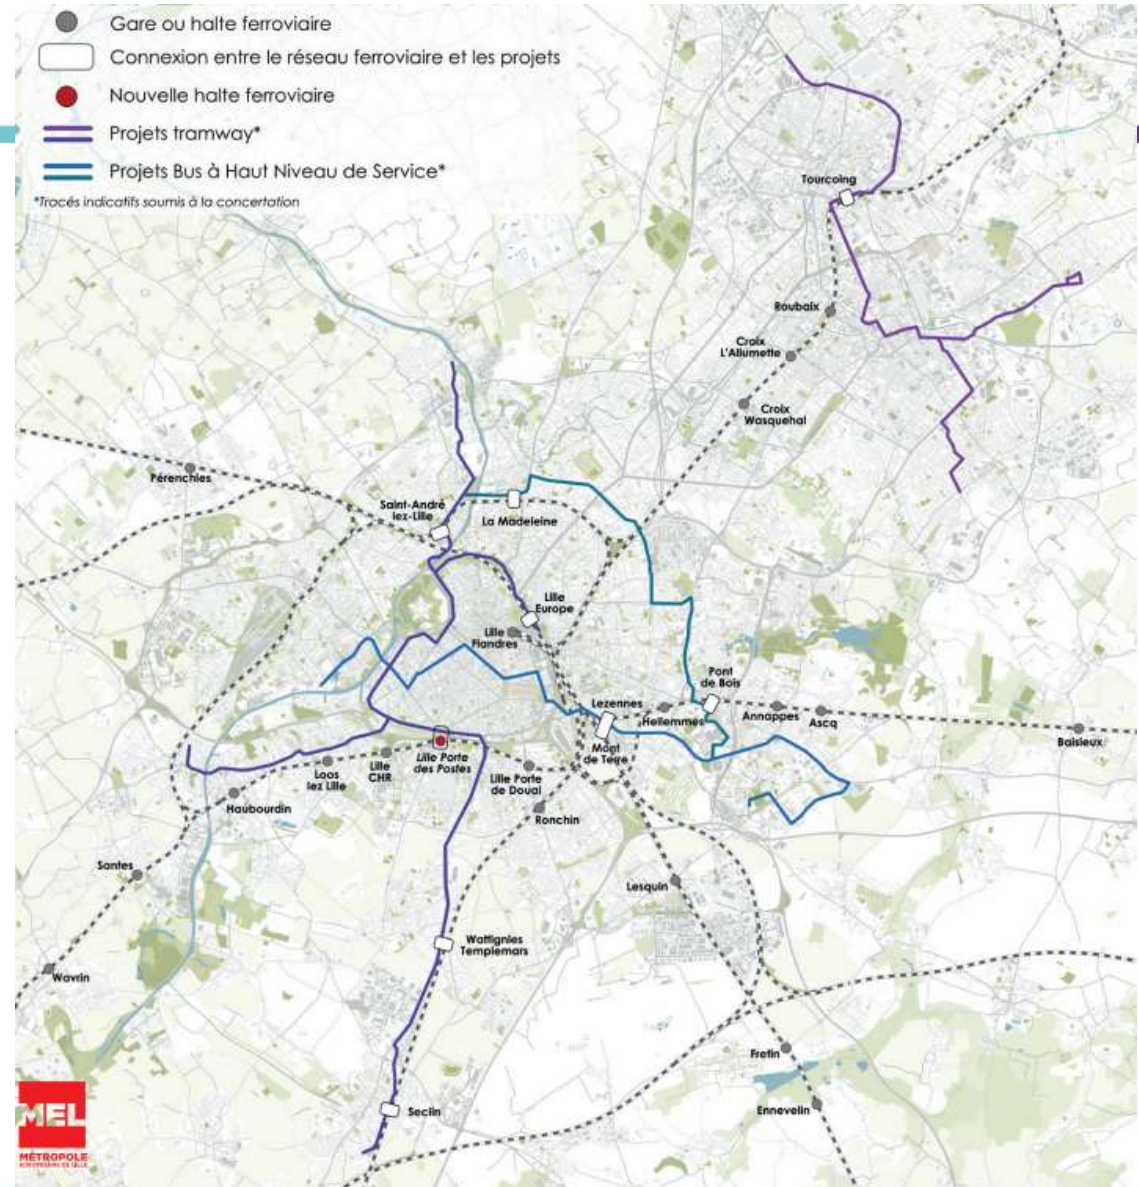 Gare ou halte ferroviaire
Connexion entre le réseau ferroviaire et les projets
Nouvelle halte ferroviaire
Projets tramway*
Projets Bus à Haut Niveau de Service*
*Tracés indicatifs soumis à la concertation
Tourcoing
Roubaix
Croix
L'Allumette
Croix
Wasquehal
Pérenchies
Saint-André
lez-Lille
La Madeleine
Lille
Europe
Lille
Flandres
Pont
de Bois
Lezennes
Hellemmes
Annappes
Ascq
Baisieux
Mont
de Terre
Lille Porte
des Postes
Lille
CHR
Loos
lez Lille
Lille Porte
de Douai
Haubourdin
Ronchin
Santes
Lesquin
Wattignies
Templemars
Wavrin
Fretin
Ennevelin
Seclin
MEL
MÉTROPOLE
EUROPÉENNE DE LILLE